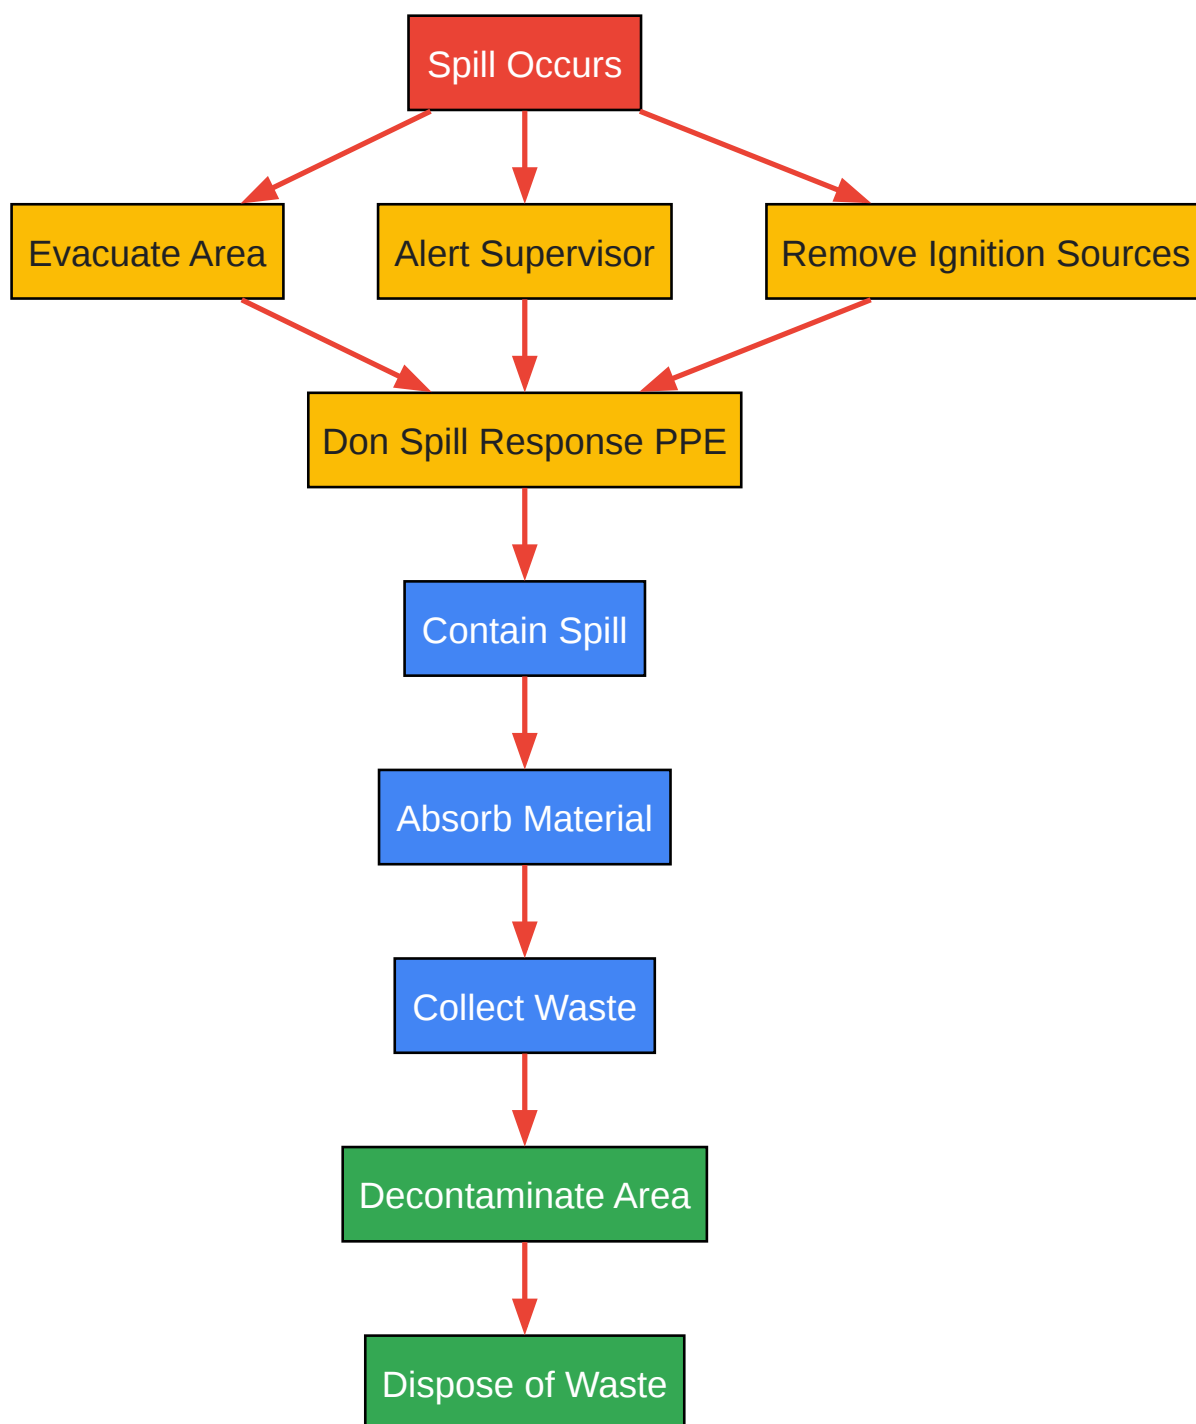 Spill Occurs
Evacuate Area
Alert Supervisor
Remove Ignition Sources
Don Spill Response PPE
Contain Spill
Absorb Material
Collect Waste
Decontaminate Area
Dispose of Waste